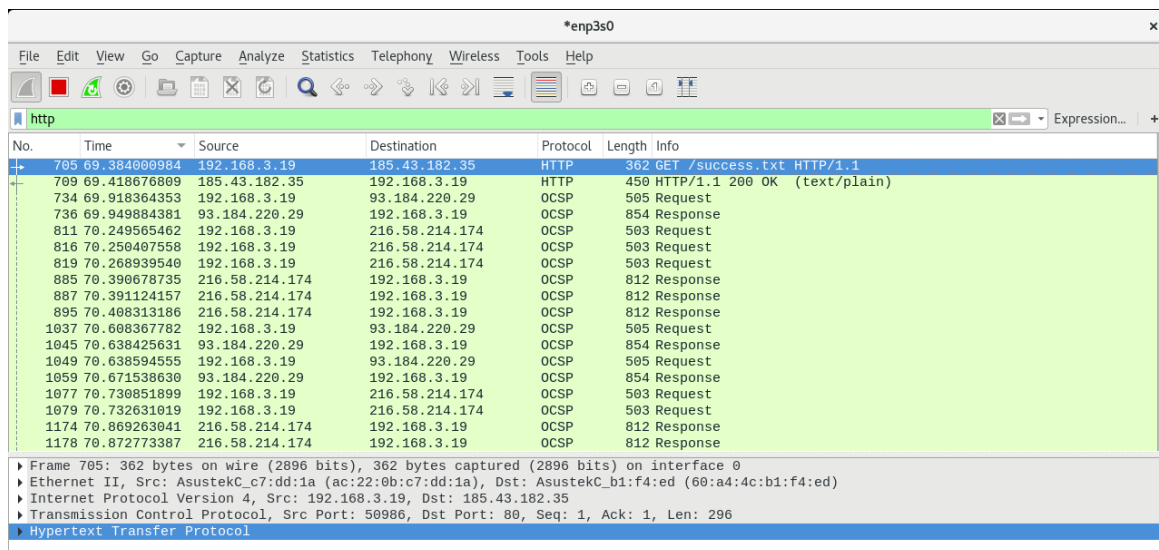 *enp3s0 ×
File Edit View Go Capture Analyze Statistics Telephony Wireless Tools Help
http Expression... +
No. Time Source Destination Protocol Length Info
705 69.384000984 192.168.3.19 185.43.182.35 HTTP 362 GET /success.txt HTTP/1.1
709 69.418676809 185.43.182.35 192.168.3.19 HTTP 450 HTTP/1.1 200 OK (text/plain)
734 69.918364353 192.168.3.19 93.184.220.29 OCSP 505 Request
736 69.949884381 93.184.220.29 192.168.3.19 OCSP 854 Response
811 70.249565462 192.168.3.19 216.58.214.174 OCSP 503 Request
816 70.250407558 192.168.3.19 216.58.214.174 OCSP 503 Request
819 70.268939540 192.168.3.19 216.58.214.174 OCSP 503 Request
885 70.390678735 216.58.214.174 192.168.3.19 OCSP 812 Response
887 70.391124157 216.58.214.174 192.168.3.19 OCSP 812 Response
895 70.408313186 216.58.214.174 192.168.3.19 OCSP 812 Response
1037 70.608367782 192.168.3.19 93.184.220.29 OCSP 505 Request
1045 70.638425631 93.184.220.29 192.168.3.19 OCSP 854 Response
1049 70.638594555 192.168.3.19 93.184.220.29 OCSP 505 Request
1059 70.671538630 93.184.220.29 192.168.3.19 OCSP 854 Response
1077 70.730851899 192.168.3.19 216.58.214.174 OCSP 503 Request
1079 70.732631019 192.168.3.19 216.58.214.174 OCSP 503 Request
1174 70.869263041 216.58.214.174 192.168.3.19 OCSP 812 Response
1178 70.872773387 216.58.214.174 192.168.3.19 OCSP 812 Response
Frame 705: 362 bytes on wire (2896 bits), 362 bytes captured (2896 bits) on interface 0
Ethernet II, Src: AsustekC_c7:dd:1a (ac:22:0b:c7:dd:1a), Dst: AsustekC_b1:f4:ed (60:a4:4c:b1:f4:ed)
Internet Protocol Version 4, Src: 192.168.3.19, Dst: 185.43.182.35
Transmission Control Protocol, Src Port: 50986, Dst Port: 80, Seq: 1, Ack: 1, Len: 296
Hypertext Transfer Protocol